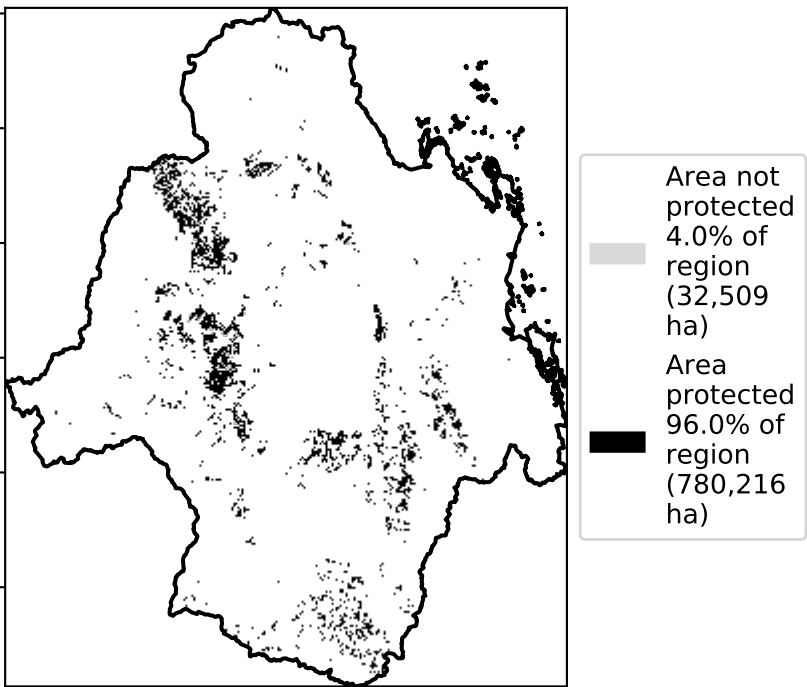 Area not
protected
4.0% of
region
(32,509
ha)
Area
protected
96.0% of
region
(780,216
ha)